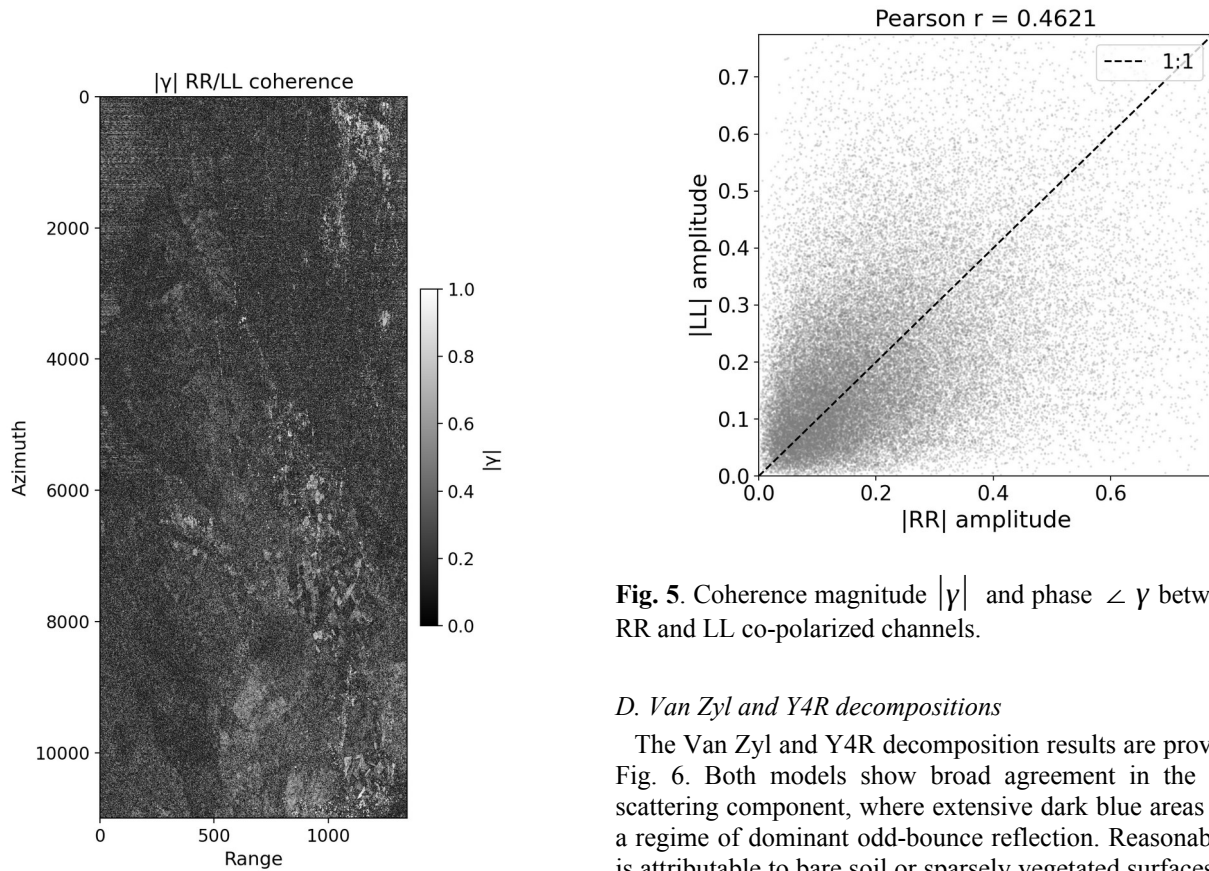 |γ| RR/LL coherence
0
2000
4000
6000
8000
10000
Azimuth
0
500
1000
Range
1.0
0.8
0.6
0.4
0.2
0.0
|γ|
Pearson r = 0.4621
1:1
0.7
0.6
0.5
0.4
0.3
0.2
0.1
0.0
|LL| amplitude
0.0
0.2
0.4
0.6
|RR| amplitude
Fig. 5. Coherence magnitude |γ| and phase ∠ γ betw
RR and LL co-polarized channels.
D. Van Zyl and Y4R decompositions
The Van Zyl and Y4R decomposition results are prov
Fig. 6. Both models show broad agreement in the
scattering component, where extensive dark blue areas
a regime of dominant odd-bounce reflection. Reasonab
is attributable to bare soil or sparsely vegetated surfaces